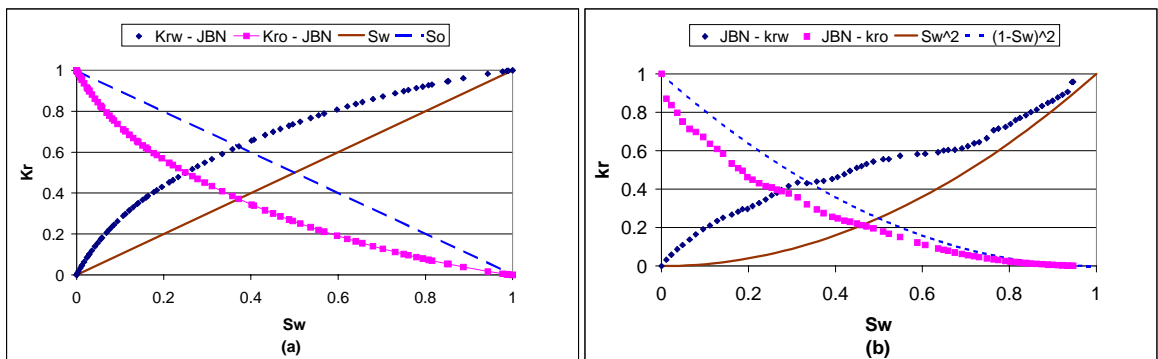 Krw - JBN Kro - JBN Sw So
Kr
1
0.8
0.6
0.4
0.2
0
0 0.2 0.4 0.6 0.8 1
Sw
(a)
JBN - krw JBN - kro Sw^2 (1-Sw)^2
kr
1
0.8
0.6
0.4
0.2
0
0 0.2 0.4 0.6 0.8 1
Sw
(b)